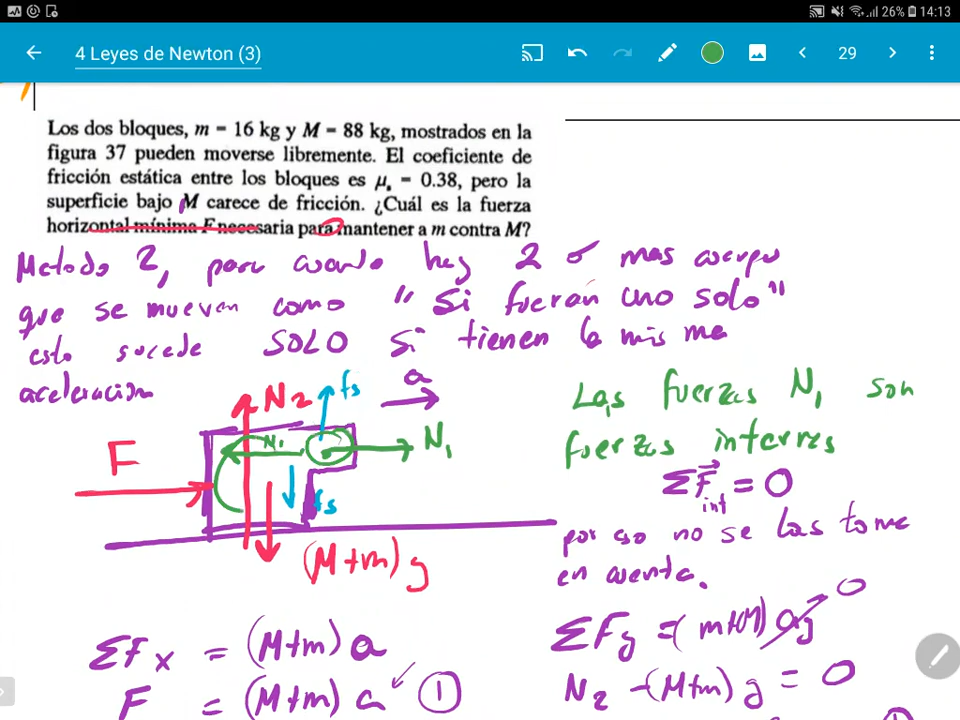 26% 14:13
4 Leyes de Newton (3)
29
Los dos bloques, m = 16 kg y M = 88 kg, mostrados en la
figura 37 pueden moverse libremente. El coeficiente de
fricción estática entre los bloques es μs = 0.38, pero la
superficie bajo M carece de fricción. ¿Cuál es la fuerza
horizontal mínima F necesaria para mantener a m contra M?
Metodo 2, para cuando hay 2 o mas cuerpo
que se mueven como "Si fueran uno solo"
esto sucede SOLO si tienen la misma
aceleración
N2
fs
a
F
N1
N1
fs
(M+m)g
Las fuerzas N1 son
fuerzas internas
ΣF int = 0
por eso no se las toma
en cuenta.
ΣFx = (M+m) a
F = (M+m) a ①
ΣFy = (m+M) ay 0
N2 -(M+m) g = 0